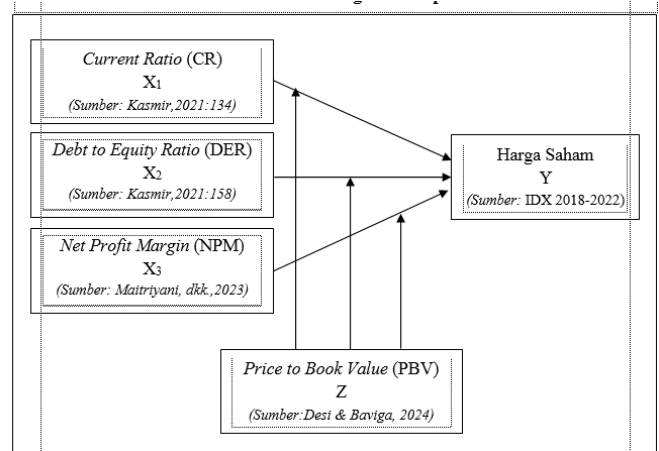 Current Ratio (CR)
X1
(Sumber: Kasmir,2021:134)
Debt to Equity Ratio (DER)
X2
(Sumber: Kasmir,2021:158)
Net Profit Margin (NPM)
X3
(Sumber: Maitriyani, dkk.,2023)
Harga Saham
Y
(Sumber: IDX 2018-2022)
Price to Book Value (PBV)
Z
(Sumber:Desi & Baviga, 2024)